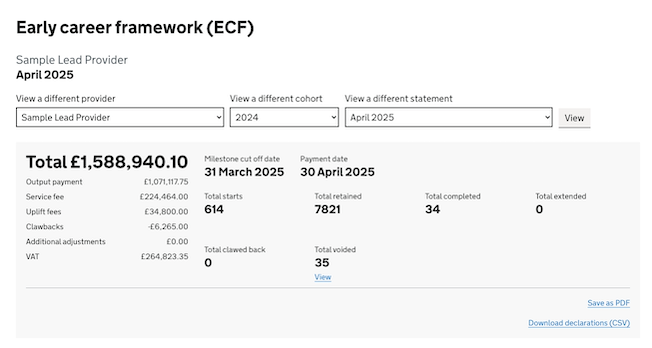 Early career framework (ECF)
Sample Lead Provider
April 2025
View a different provider
Sample Lead Provider
View a different cohort
2024
View a different statement
April 2025
View
Total £1,588,940.10
Output payment £1,071,117.75
Service fee £224,464.00
Uplift fees £34,800.00
Clawbacks -£6,265.00
Additional adjustments £0.00
VAT £264,823.35
Milestone cut off date
31 March 2025
Payment date
30 April 2025
Total starts
614
Total retained
7821
Total completed
34
Total extended
0
Total clawed back
0
Total voided
35
View
Save as PDF
Download declarations (CSV)